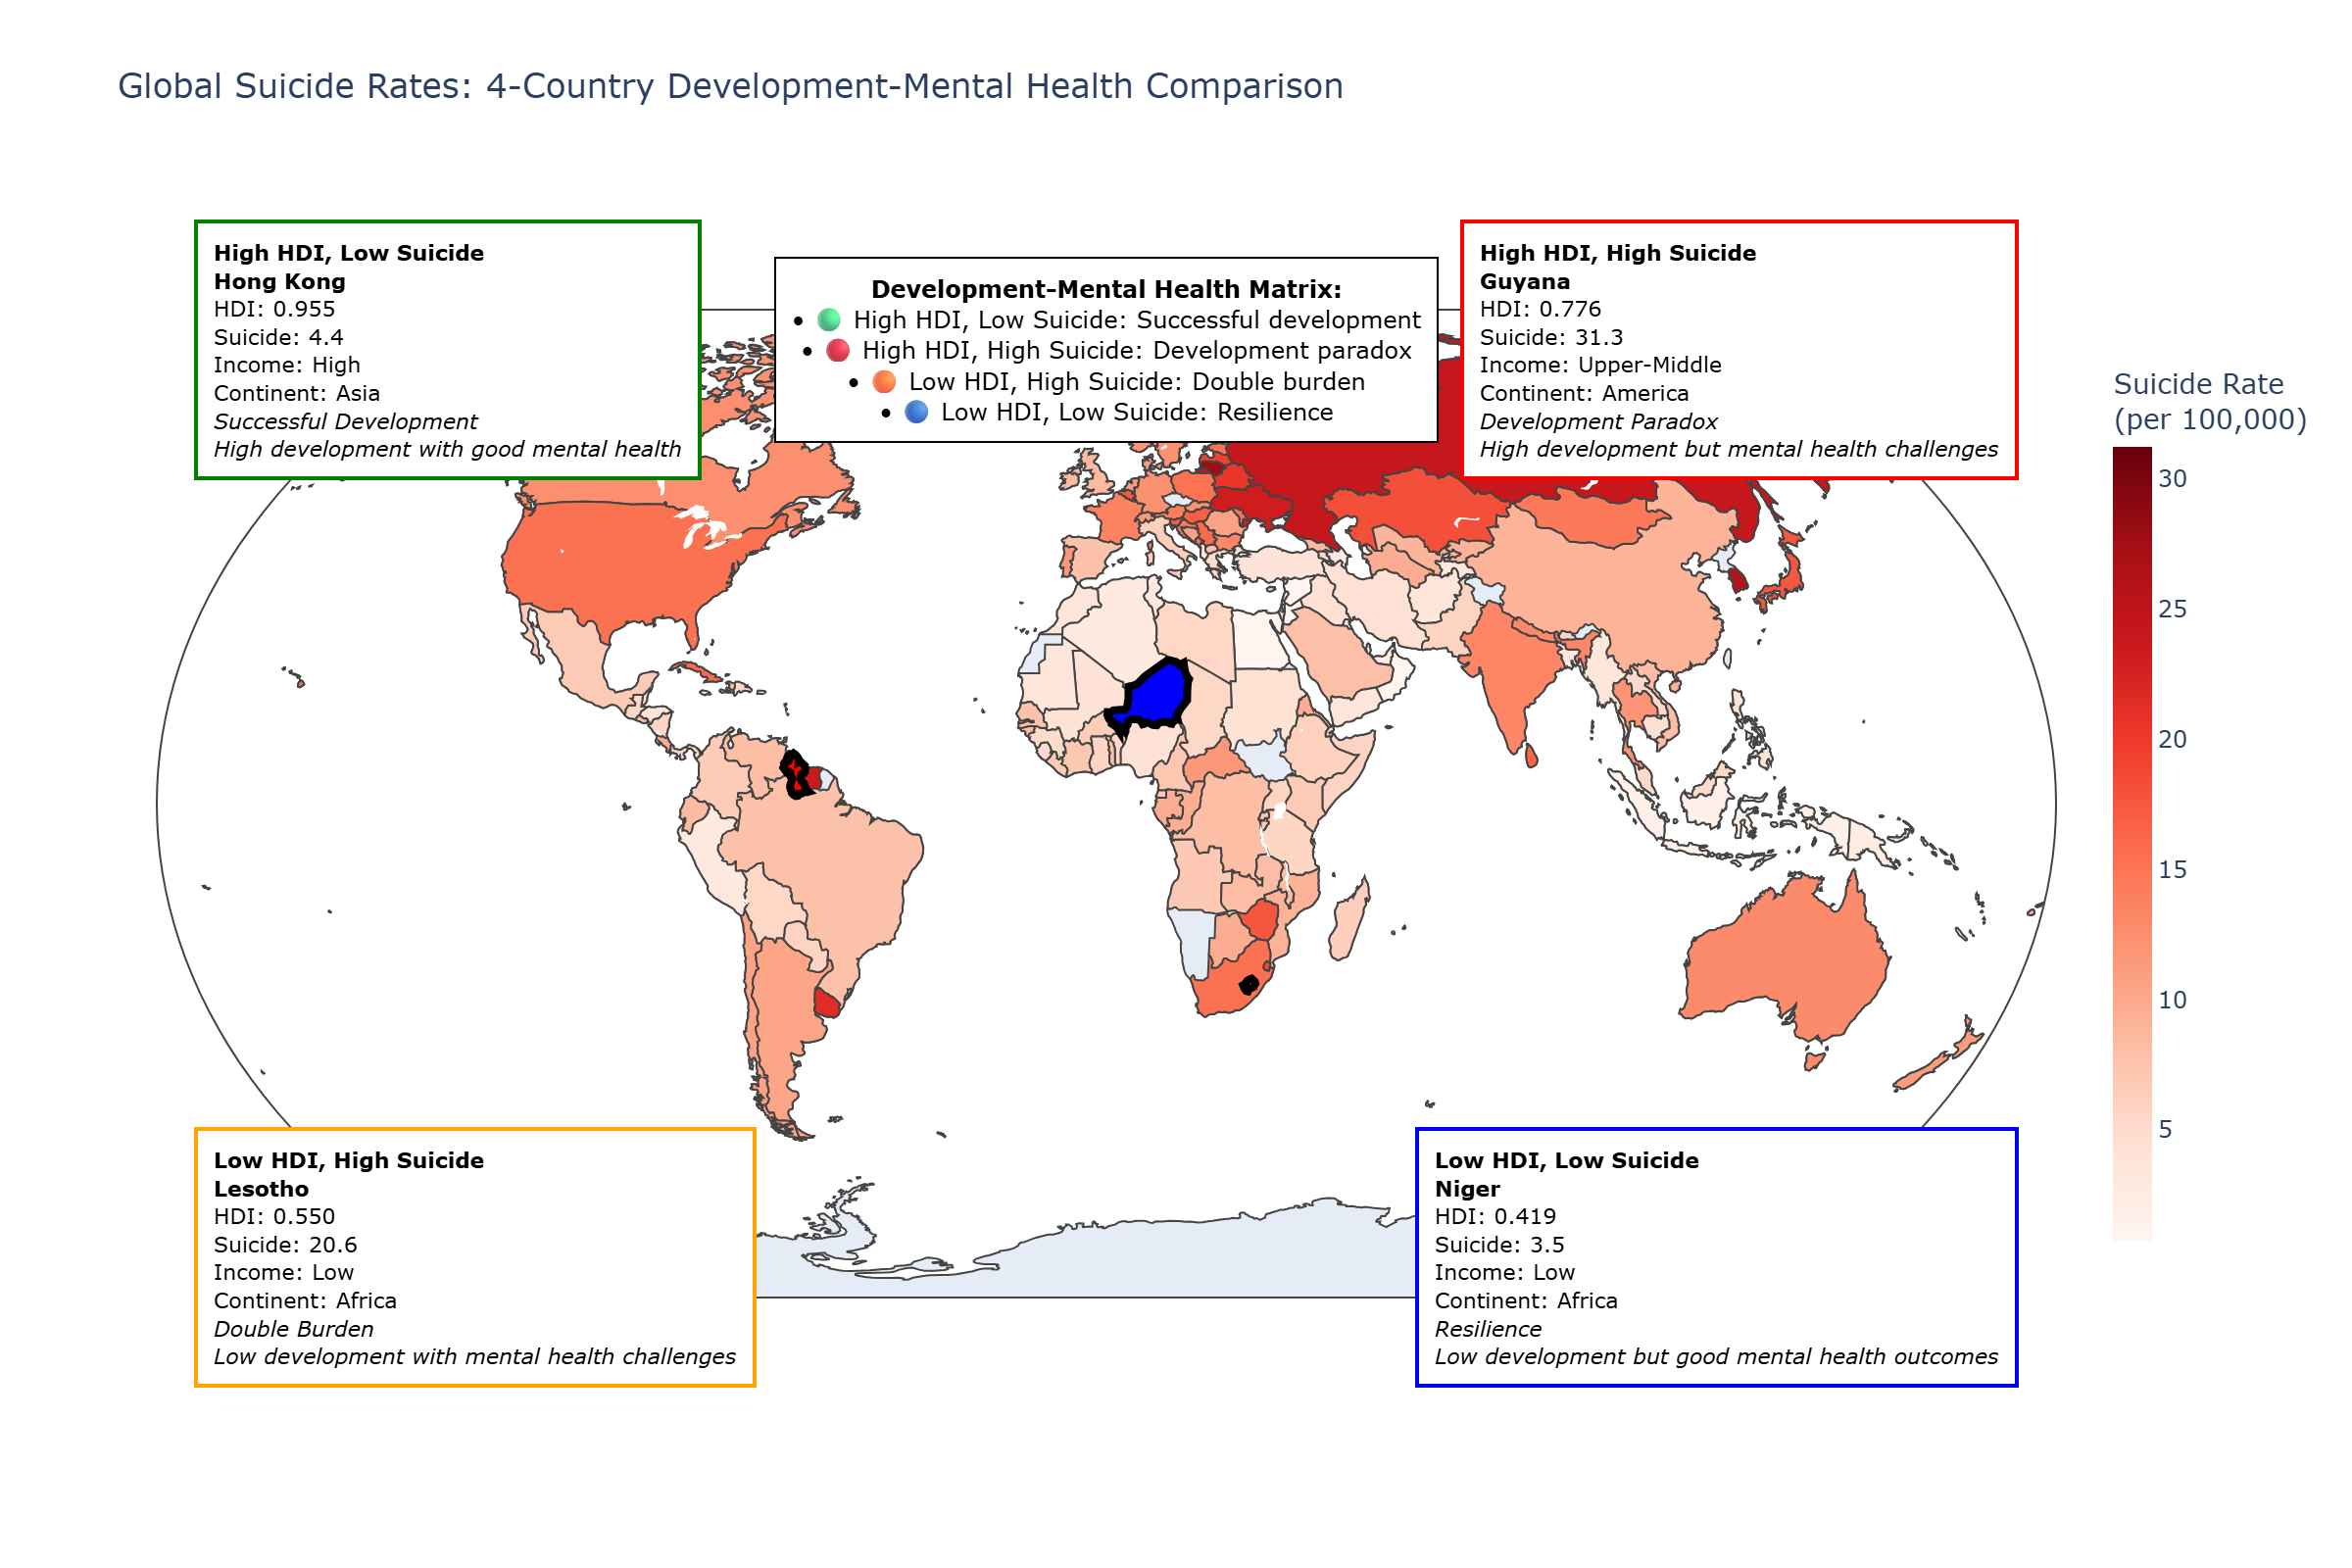 Global Suicide Rates: 4-Country Development-Mental Health Comparison
High HDI, Low Suicide
Hong Kong
HDI: 0.955
Suicide: 4.4
Income: High
Continent: Asia
Successful Development
High development with good mental health
Development-Mental Health Matrix:
• High HDI, Low Suicide: Successful development
• High HDI, High Suicide: Development paradox
• Low HDI, High Suicide: Double burden
• Low HDI, Low Suicide: Resilience
High HDI, High Suicide
Guyana
HDI: 0.776
Suicide: 31.3
Income: Upper-Middle
Continent: America
Development Paradox
High development but mental health challenges
Suicide Rate
(per 100,000)
30
25
20
15
10
5
Low HDI, High Suicide
Lesotho
HDI: 0.550
Suicide: 20.6
Income: Low
Continent: Africa
Double Burden
Low development with mental health challenges
Low HDI, Low Suicide
Niger
HDI: 0.419
Suicide: 3.5
Income: Low
Continent: Africa
Resilience
Low development but good mental health outcomes